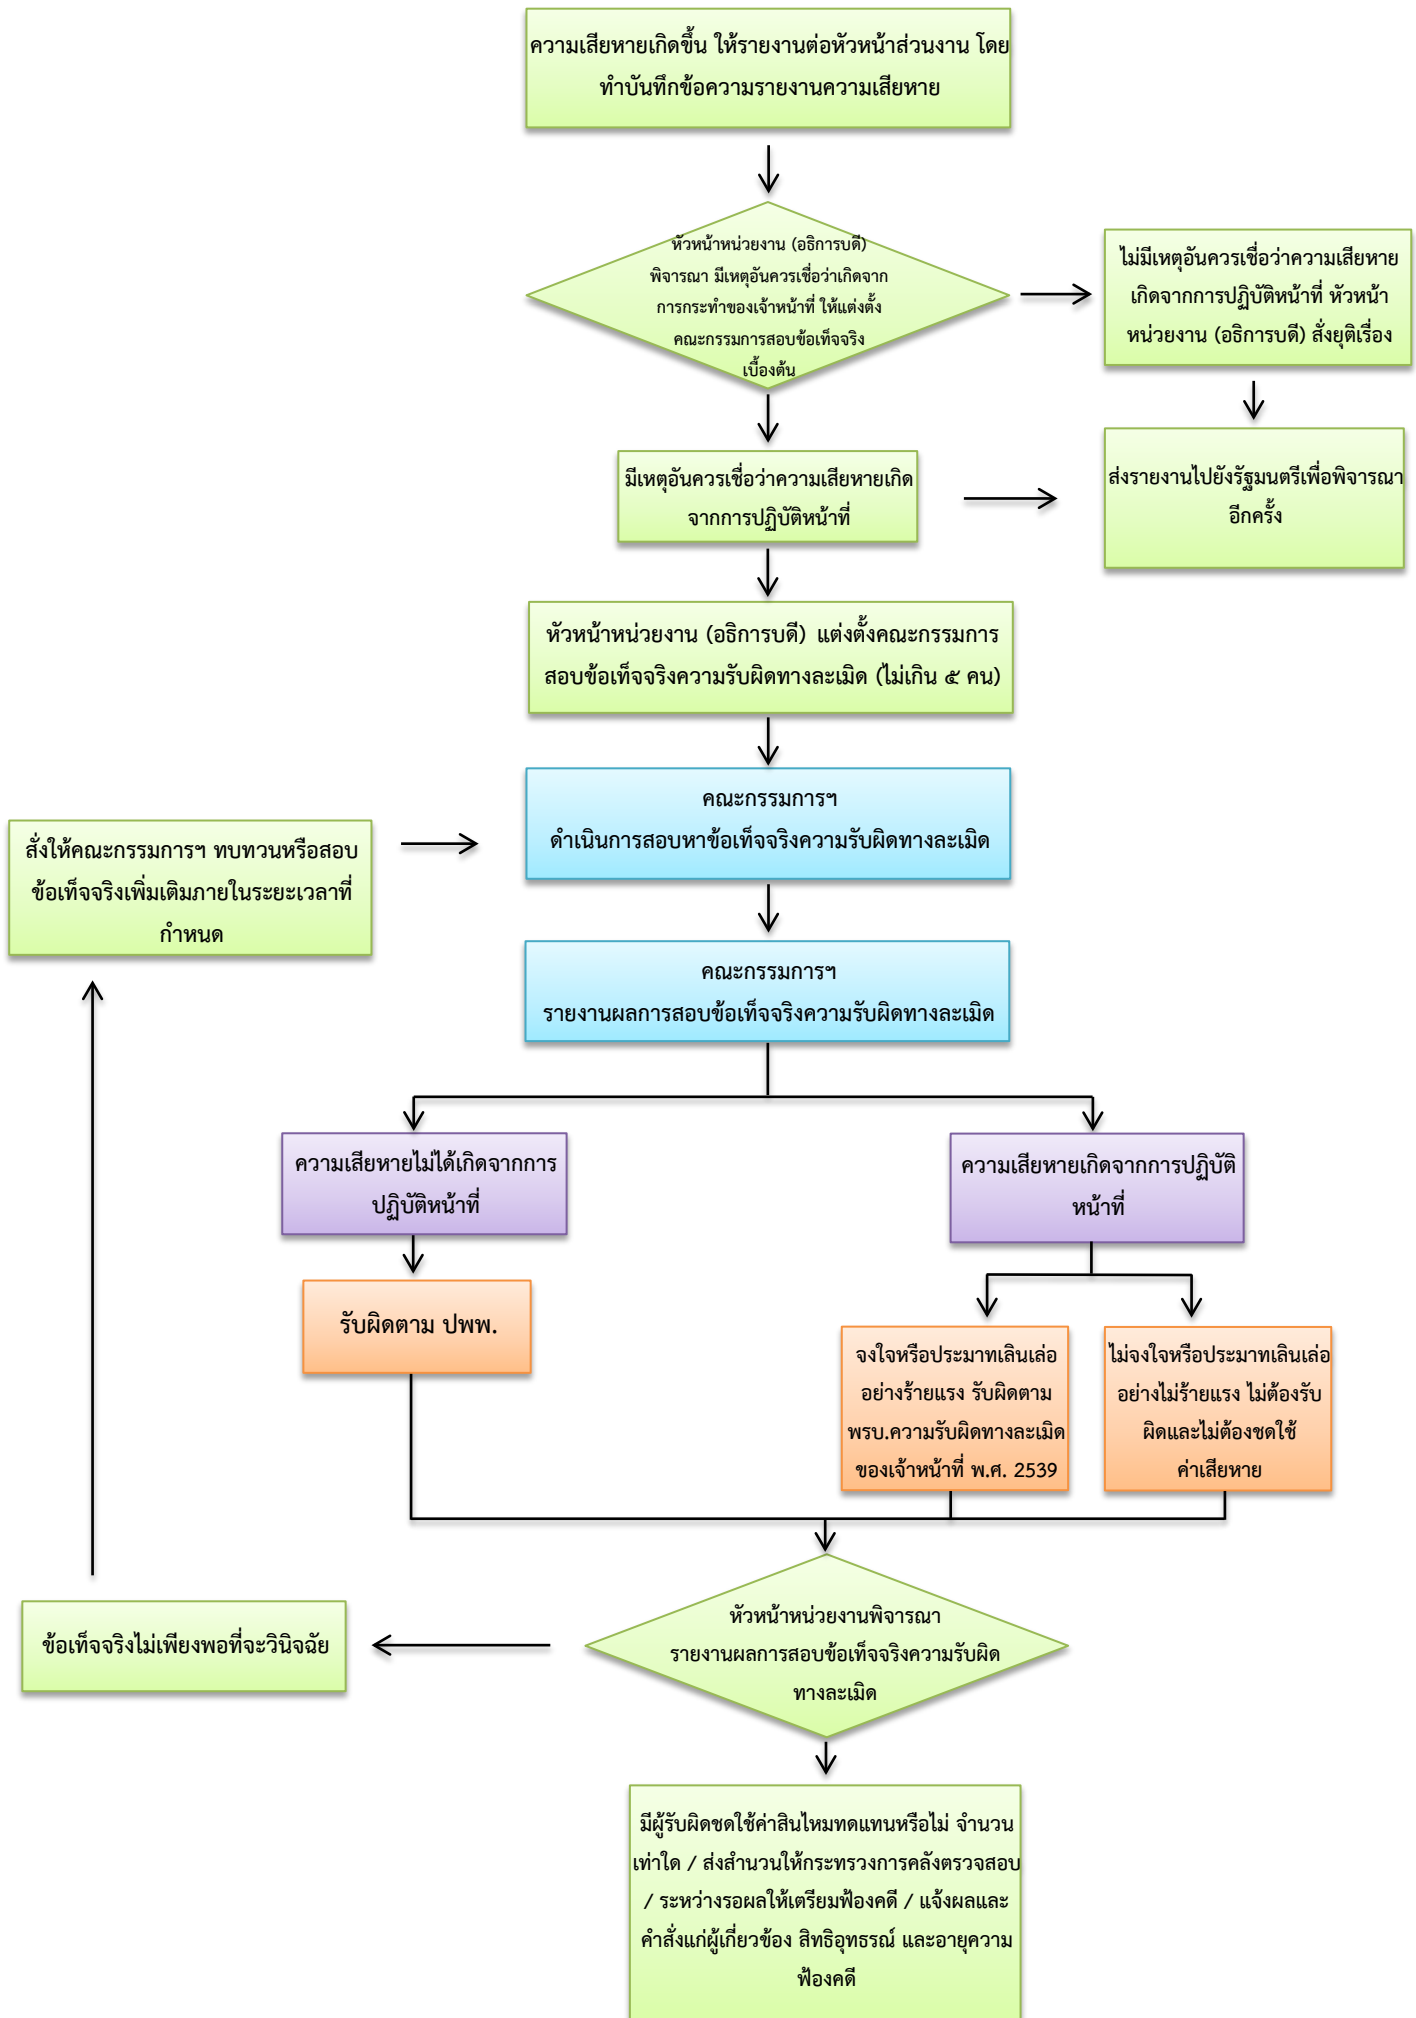 ความเสียหายเกิดขึ้น ให้รายงานต่อหัวหน้าส่วนงาน โดย
ทำบันทึกข้อความรายงานความเสียหาย
หัวหน้าหน่วยงาน (อธิการบดี)
พิจารณา มีเหตุอันควรเชื่อว่าเกิดจาก
การกระทำของเจ้าหน้าที่ ให้แต่งตั้ง
คณะกรรมการสอบข้อเท็จจริง
เบื้องต้น
ไม่มีเหตุอันควรเชื่อว่าความเสียหาย
เกิดจากการปฏิบัติหน้าที่ หัวหน้า
หน่วยงาน (อธิการบดี) สั่งยุติเรื่อง
มีเหตุอันควรเชื่อว่าความเสียหายเกิด
จากการปฏิบัติหน้าที่
ส่งรายงานไปยังรัฐมนตรีเพื่อพิจารณา
อีกครั้ง
หัวหน้าหน่วยงาน (อธิการบดี) แต่งตั้งคณะกรรมการ
สอบข้อเท็จจริงความรับผิดทางละเมิด (ไม่เกิน ๕ คน)
คณะกรรมการฯ
ดำเนินการสอบหาข้อเท็จจริงความรับผิดทางละเมิด
สั่งให้คณะกรรมการฯ ทบทวนหรือสอบ
ข้อเท็จจริงเพิ่มเติมภายในระยะเวลาที่
กำหนด
คณะกรรมการฯ
รายงานผลการสอบข้อเท็จจริงความรับผิดทางละเมิด
ความเสียหายไม่ได้เกิดจากการ
ปฏิบัติหน้าที่
ความเสียหายเกิดจากการปฏิบัติ
หน้าที่
รับผิดตาม ปพพ.
จงใจหรือประมาทเลินเล่อ
อย่างร้ายแรง รับผิดตาม
พรบ.ความรับผิดทางละเมิด
ของเจ้าหน้าที่ พ.ศ. 2539
ไม่จงใจหรือประมาทเลินเล่อ
อย่างไม่ร้ายแรง ไม่ต้องรับ
ผิดและไม่ต้องชดใช้
ค่าเสียหาย
หัวหน้าหน่วยงานพิจารณา
รายงานผลการสอบข้อเท็จจริงความรับผิด
ทางละเมิด
ข้อเท็จจริงไม่เพียงพอที่จะวินิจฉัย
มีผู้รับผิดชดใช้ค่าสินไหมทดแทนหรือไม่ จำนวน
เท่าใด / ส่งสำนวนให้กระทรวงการคลังตรวจสอบ
/ ระหว่างรอผลให้เตรียมฟ้องคดี / แจ้งผลและ
คำสั่งแก่ผู้เกี่ยวข้อง สิทธิอุทธรณ์ และอายุความ
ฟ้องคดี